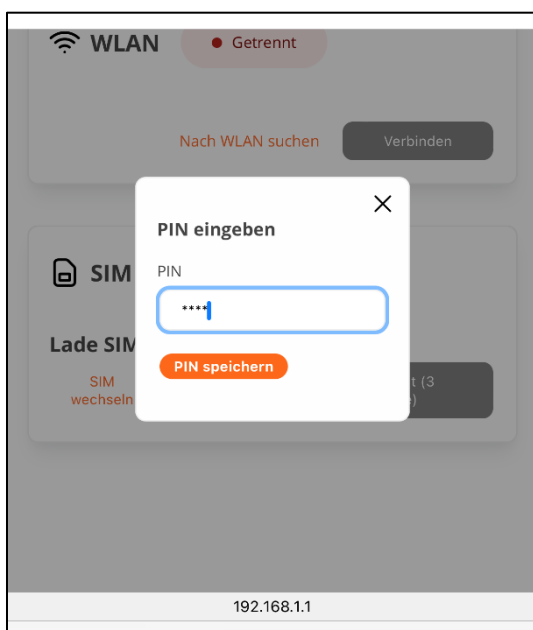 WLAN
Getrennt
Nach WLAN suchen
Verbinden
PIN eingeben
SIM
PIN
****
Lade SIM
PIN speichern
SIM
wechseln
192.168.1.1